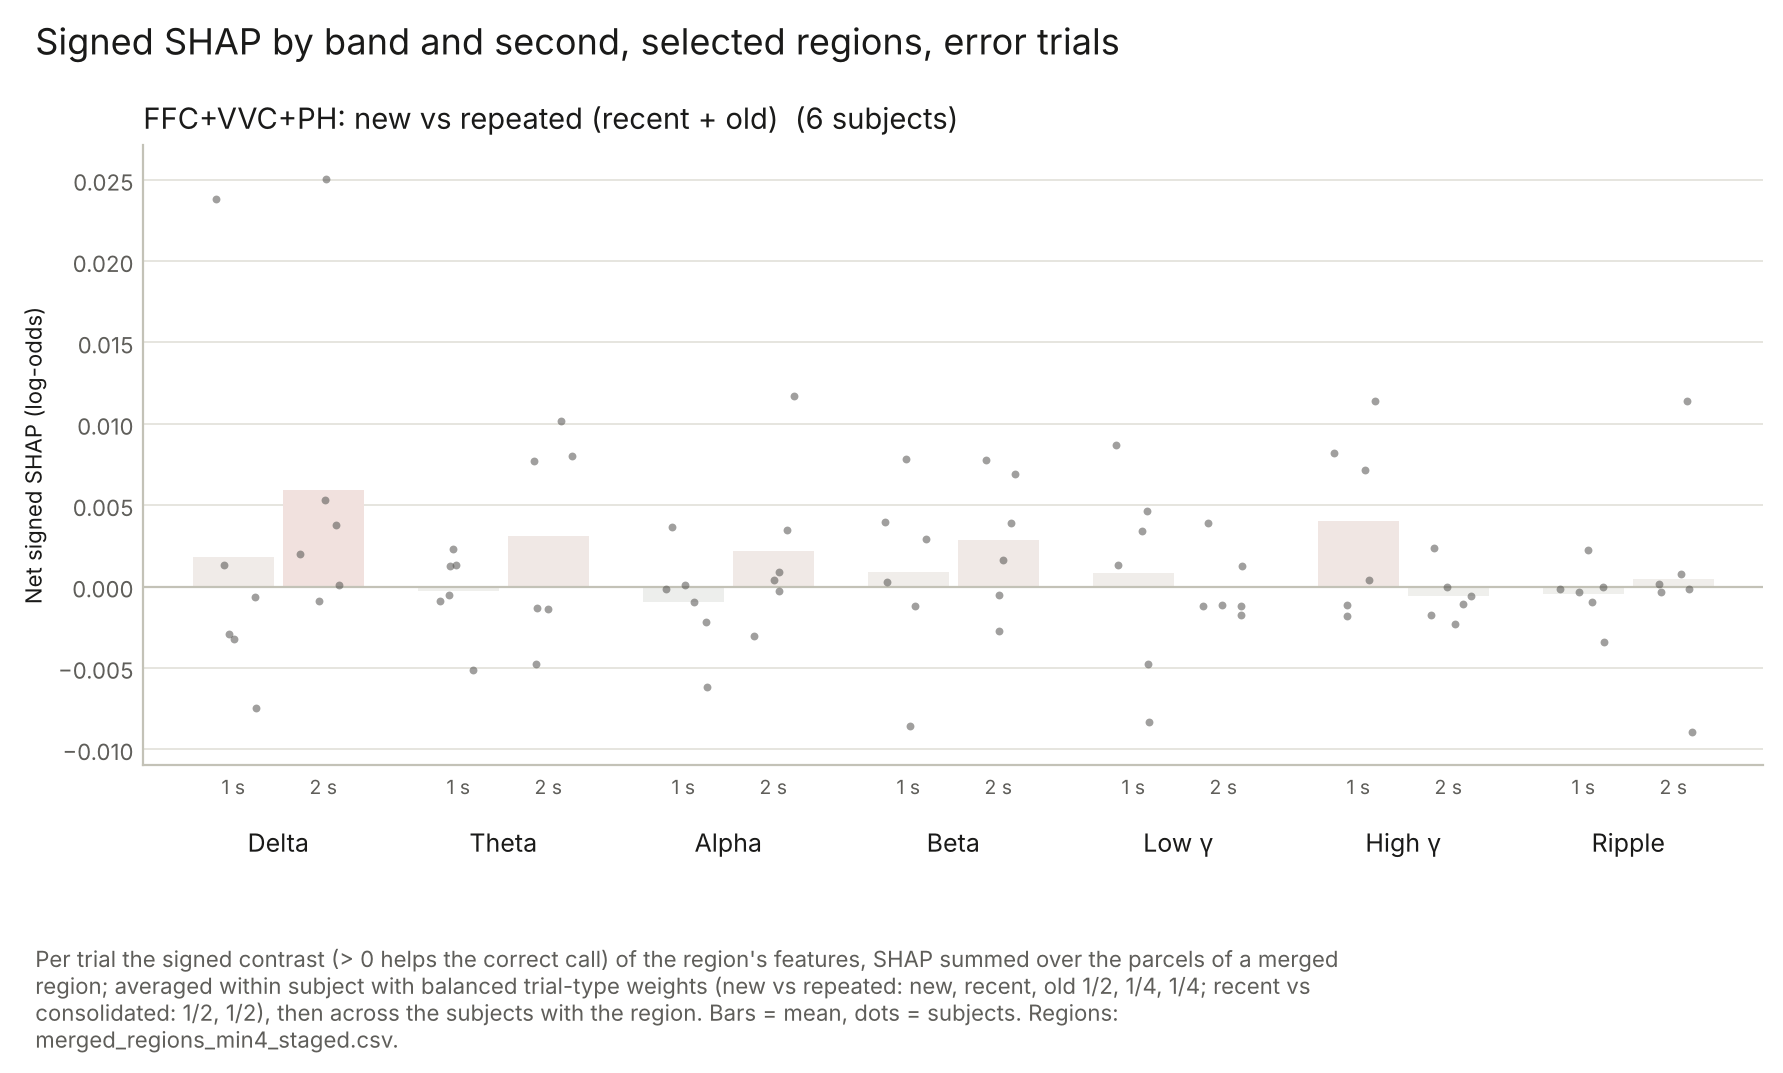 Signed SHAP by band and second, selected regions, error trials
FFC+VVC+PH: new vs repeated (recent + old)  (6 subjects)
Net signed SHAP (log-odds)
0.025
0.020
0.015
0.010
0.005
0.000
−0.005
−0.010
1 s 2 s 1 s 2 s 1 s 2 s 1 s 2 s 1 s 2 s 1 s 2 s 1 s 2 s
Delta Theta Alpha Beta Low γ High γ Ripple
Per trial the signed contrast (> 0 helps the correct call) of the region's features, SHAP summed over the parcels of a merged
region; averaged within subject with balanced trial-type weights (new vs repeated: new, recent, old 1/2, 1/4, 1/4; recent vs
consolidated: 1/2, 1/2), then across the subjects with the region. Bars = mean, dots = subjects. Regions:
merged_regions_min4_staged.csv.